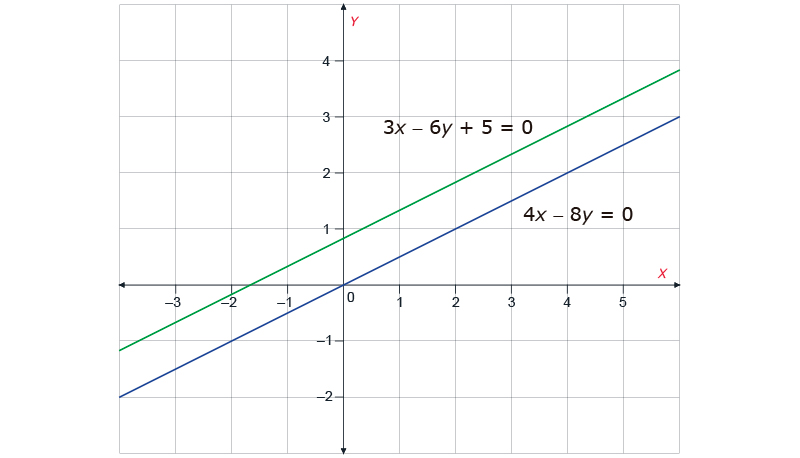 Y
4
3x – 6y + 5 = 0
3
2
4x – 8y = 0
1
X
–3 –2 –1 0 1 2 3 4 5
–1
–2